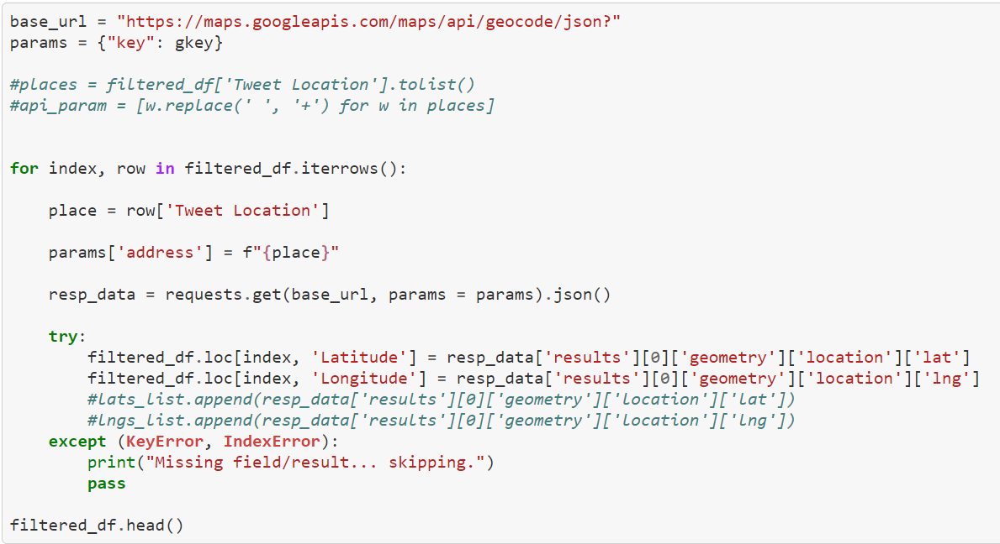 base_url = "https://maps.googleapis.com/maps/api/geocode/json?"
params = {"key": gkey}
#places = filtered_df['Tweet Location'].tolist()
#api_param = [w.replace(' ', '+') for w in places]
for index, row in filtered_df.iterrows():
place = row['Tweet Location']
params['address'] = f"{place}"
resp_data = requests.get(base_url, params = params).json()
try:
filtered_df.loc[index, 'Latitude'] = resp_data['results'][0]['geometry']['location']['lat']
filtered_df.loc[index, 'Longitude'] = resp_data['results'][0]['geometry']['location']['lng']
#lats_list.append(resp_data['results'][0]['geometry']['location']['lat'])
#lngs_list.append(resp_data['results'][0]['geometry']['location']['lng'])
except (KeyError, IndexError):
print("Missing field/result... skipping.")
pass
filtered_df.head()